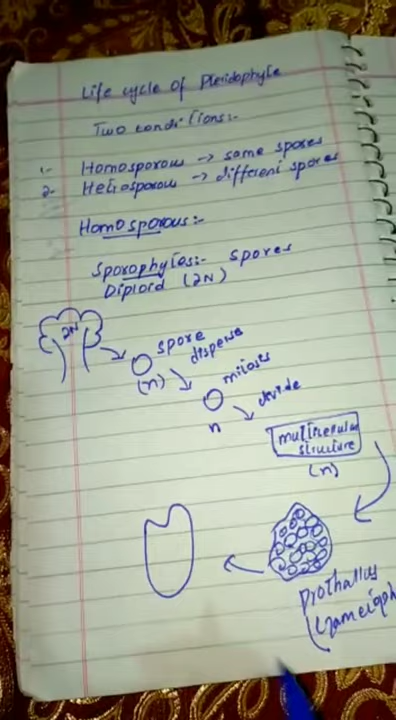 Life cycle of Pteridophyte
Two conditions:-
1- Homosporous → same spores
2- Hetrosporous → different spores
Homosporous:-
Sporophytes:- spores
Diploid (2N)
2N
spore
dispense
(n)
mitosis
n
divide
multicellular
structure
(n)
Prothallus